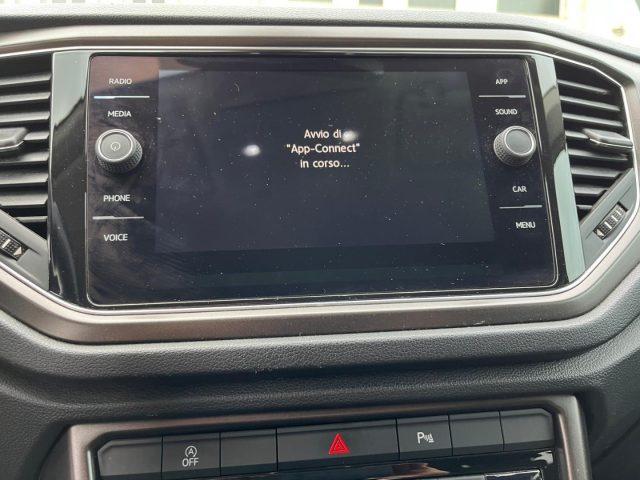 RADIO
MEDIA
PHONE
VOICE
Avvio di
"App-Connect"
in corso...
APP
SOUND
CAR
MENU
A
OFF
P